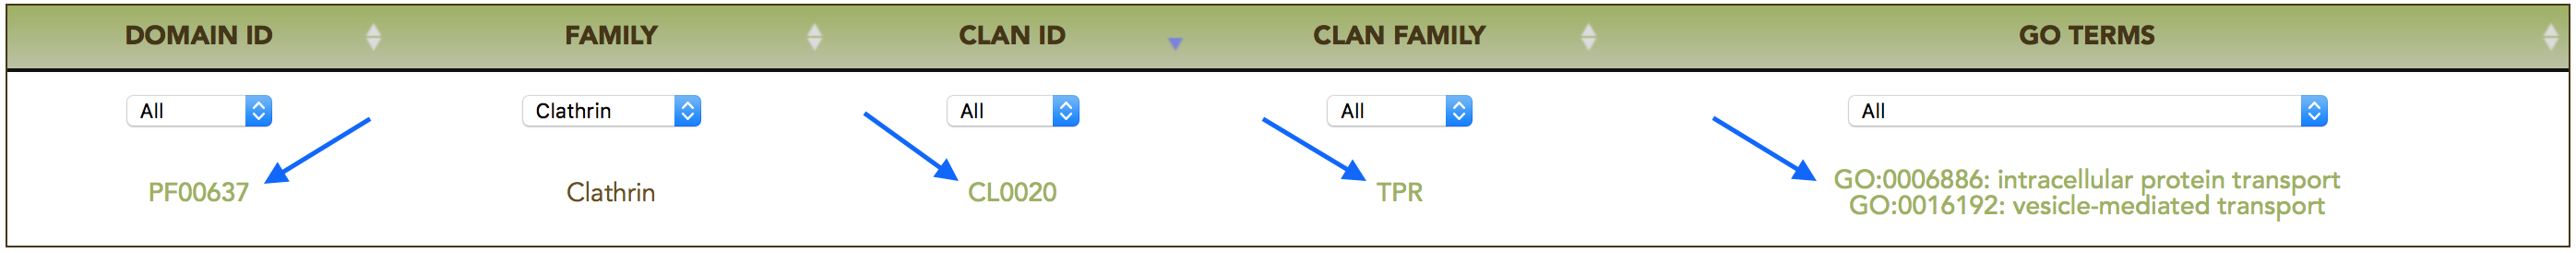 DOMAIN ID FAMILY CLAN ID CLAN FAMILY GO TERMS
All Clathrin All All All
PF00637 Clathrin CL0020 TPR GO:0006886: intracellular protein transport
GO:0016192: vesicle-mediated transport